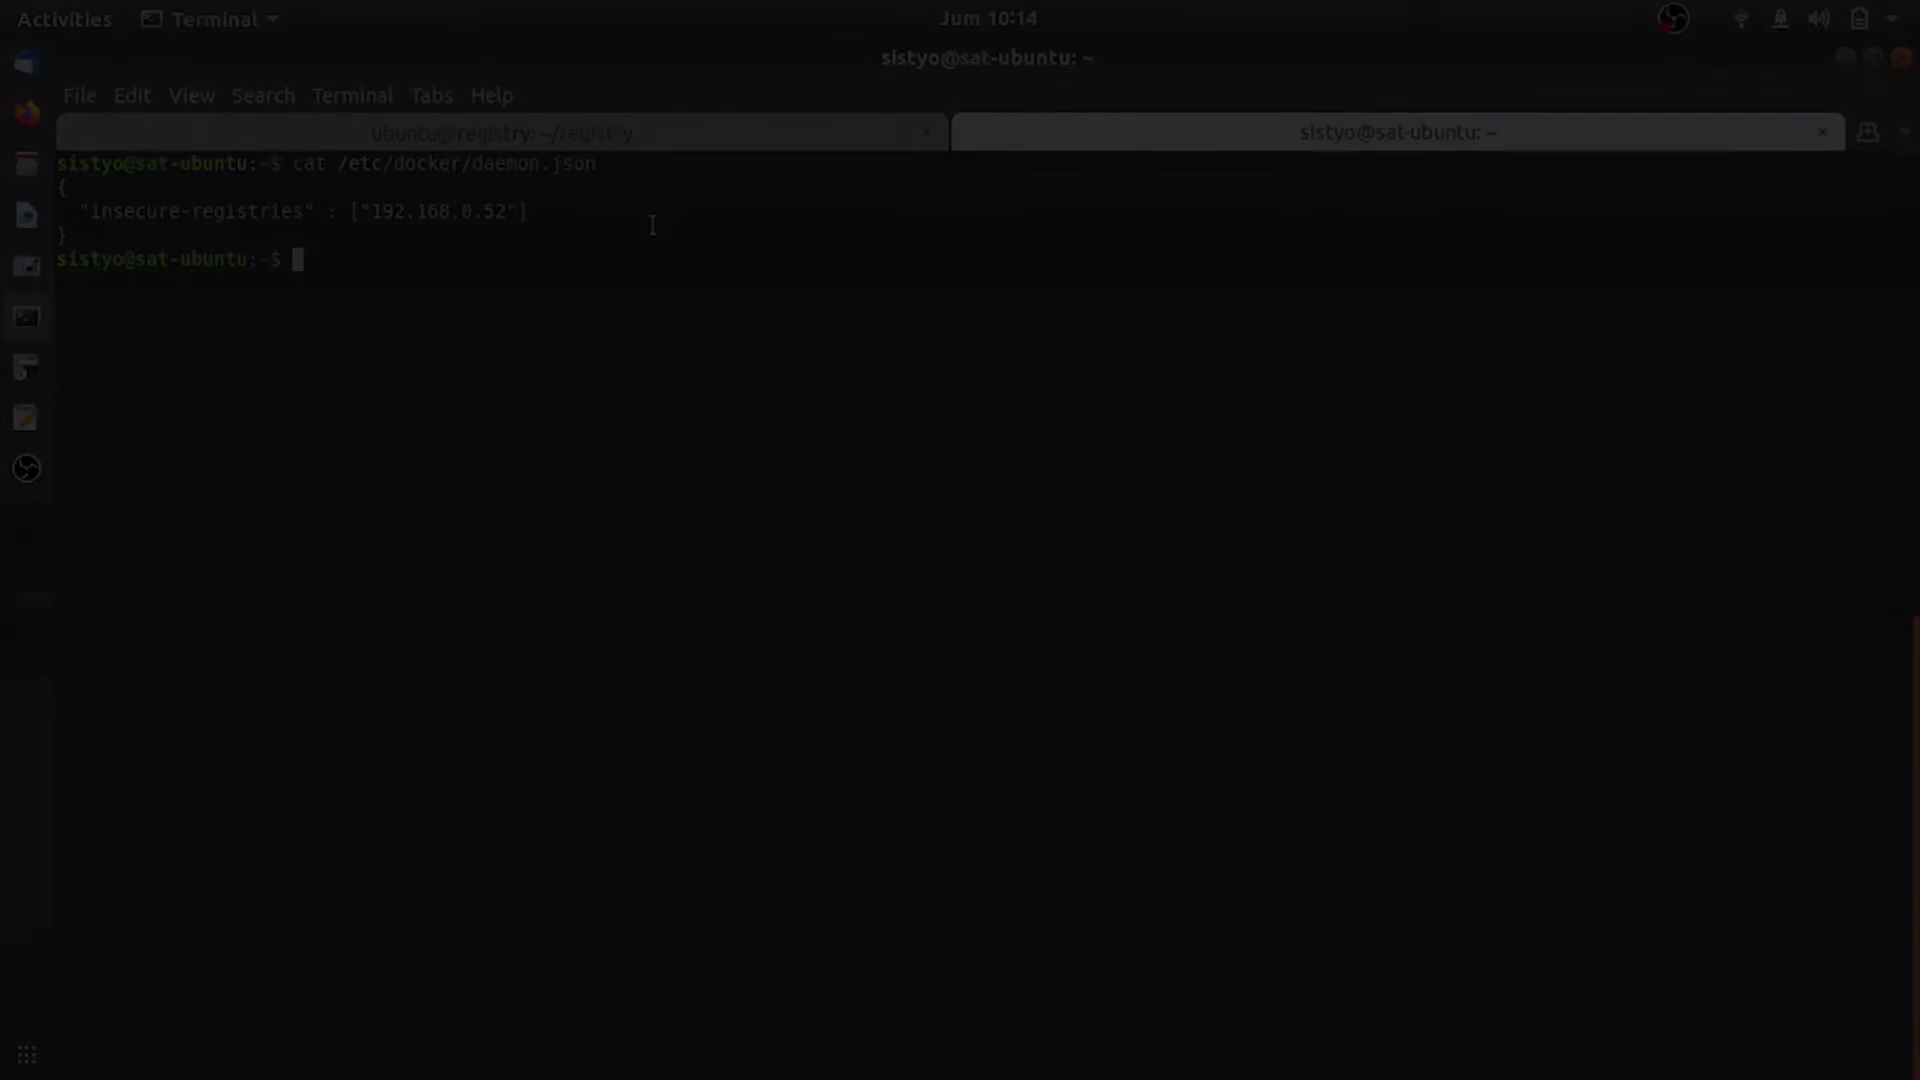 Activities Terminal Jum 10:14
sistyo@sat-ubuntu: ~
File Edit View Search Terminal Tabs Help
ubuntu@registry: ~/registry × sistyo@sat-ubuntu: ~ ×
sistyo@sat-ubuntu:~$ cat /etc/docker/daemon.json
{
"insecure-registries" : ["192.168.0.52"]
}
sistyo@sat-ubuntu:~$